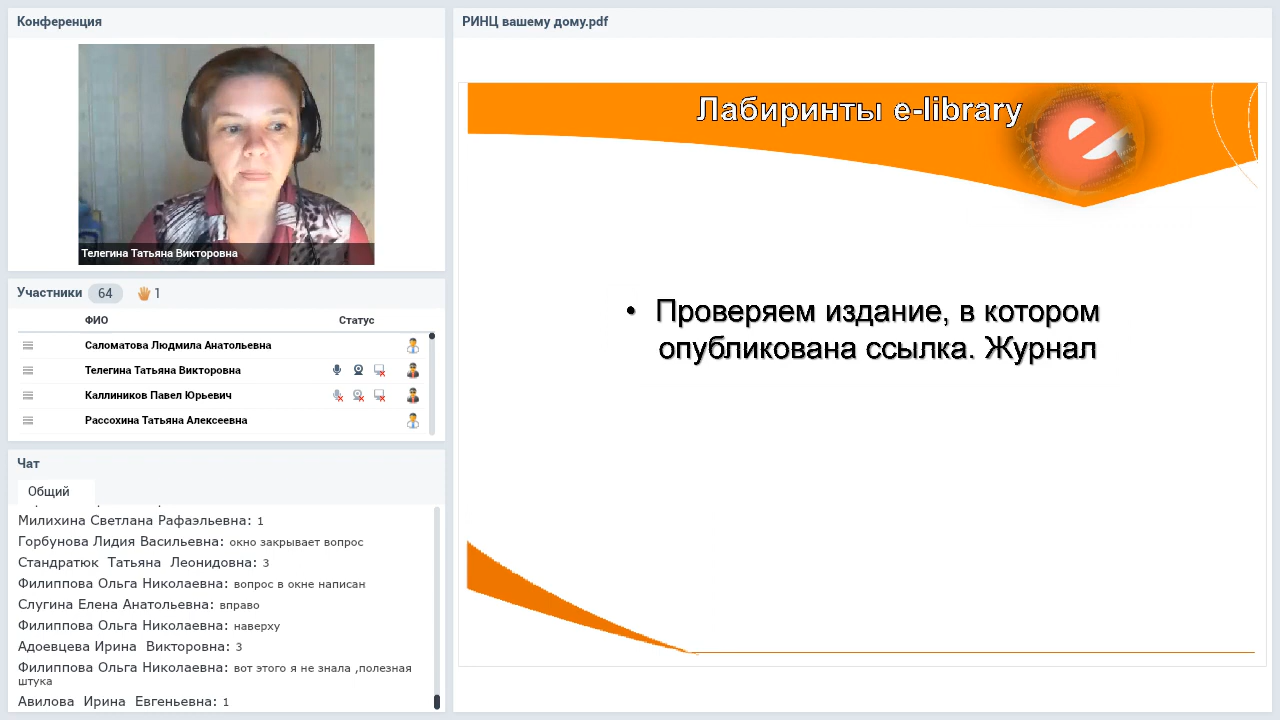 Конференция
Телегина Татьяна Викторовна
Участники 64 1
ФИО Статус
Саломатова Людмила Анатольевна
Телегина Татьяна Викторовна
Каллиников Павел Юрьевич
Рассохина Татьяна Алексеевна
Чат
Общий
Милихина Светлана Рафаэльевна: 1
Горбунова Лидия Васильевна: окно закрывает вопрос
Стандратюк Татьяна Леонидовна: 3
Филиппова Ольга Николаевна: вопрос в окне написан
Слугина Елена Анатольевна: вправо
Филиппова Ольга Николаевна: наверху
Адоевцева Ирина Викторовна: 3
Филиппова Ольга Николаевна: вот этого я не знала ,полезная
штука
Авилова Ирина Евгеньевна: 1
РИНЦ вашему дому.pdf
Лабиринты e-library
• Проверяем издание, в котором
опубликована ссылка. Журнал